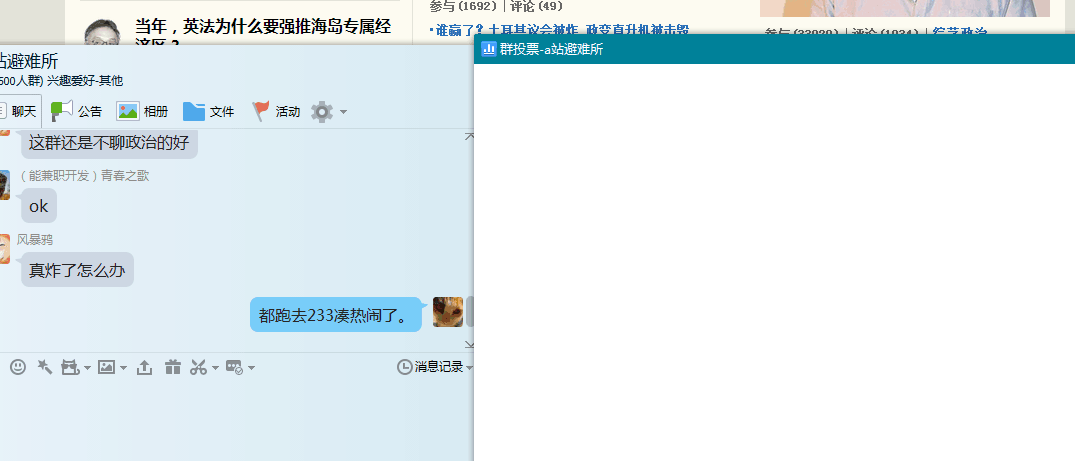 当年，英法为什么要强推海岛专属经
济区？
参与(1692) | 评论(49)
谁赢了？土耳其议会被炸 政变直升机被击毁
评论(1034) | 综艺政治
站避难所
500人群) 兴趣爱好-其他
聊天 公告 相册 文件 活动
这群还是不聊政治的好
（能兼职开发）青春之歌
ok
风暴鸦
真炸了怎么办
都跑去233凑热闹了。
消息记录
群投票-a站避难所